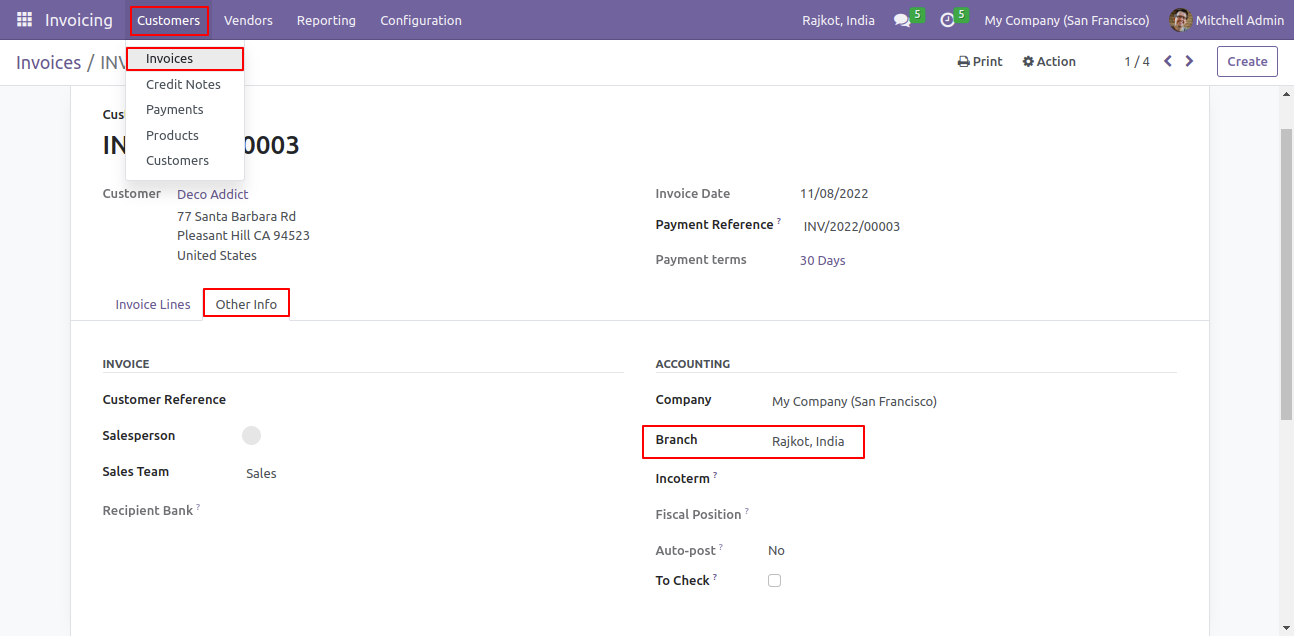 Invoicing Customers Vendors Reporting Configuration Rajkot, India 5 5 My Company (San Francisco) Mitchell Admin
Invoices / INV
Print Action 1 / 4 Create
Invoices
Credit Notes
Payments
Products
Customers
Cus
IN 0003
Customer Deco Addict
77 Santa Barbara Rd
Pleasant Hill CA 94523
United States
Invoice Date 11/08/2022
Payment Reference ? INV/2022/00003
Payment terms 30 Days
Invoice Lines Other Info
INVOICE
Customer Reference
Salesperson
Sales Team Sales
Recipient Bank ?
ACCOUNTING
Company My Company (San Francisco)
Branch Rajkot, India
Incoterm ?
Fiscal Position ?
Auto-post ? No
To Check ?